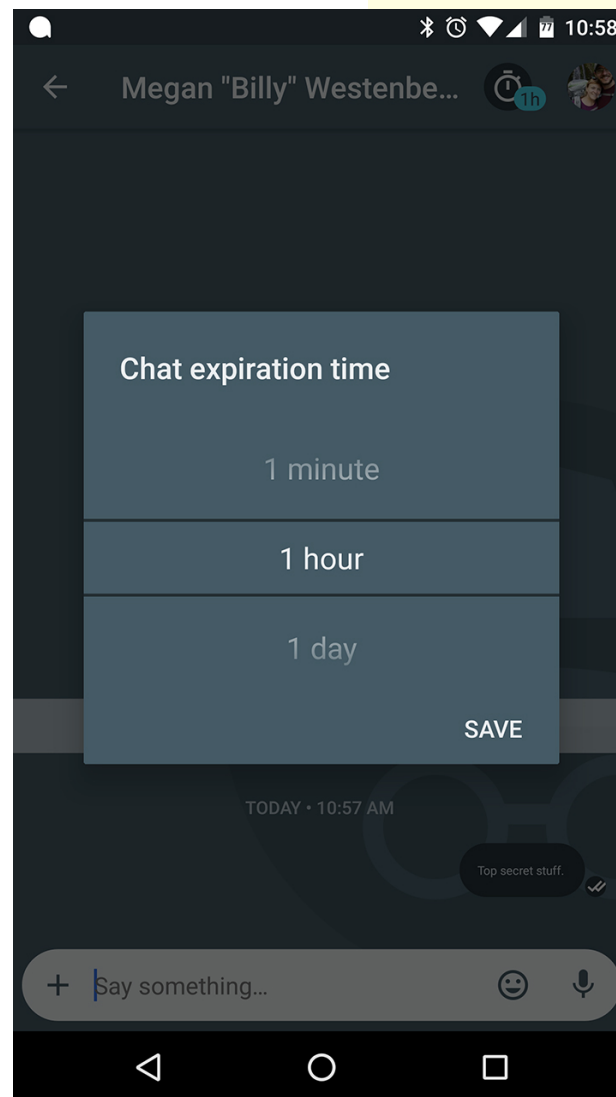 77 10:58
Megan "Billy" Westenbe...
1h
Chat expiration time
1 minute
1 hour
1 day
SAVE
TODAY • 10:57 AM
Top secret stuff.
Say something...